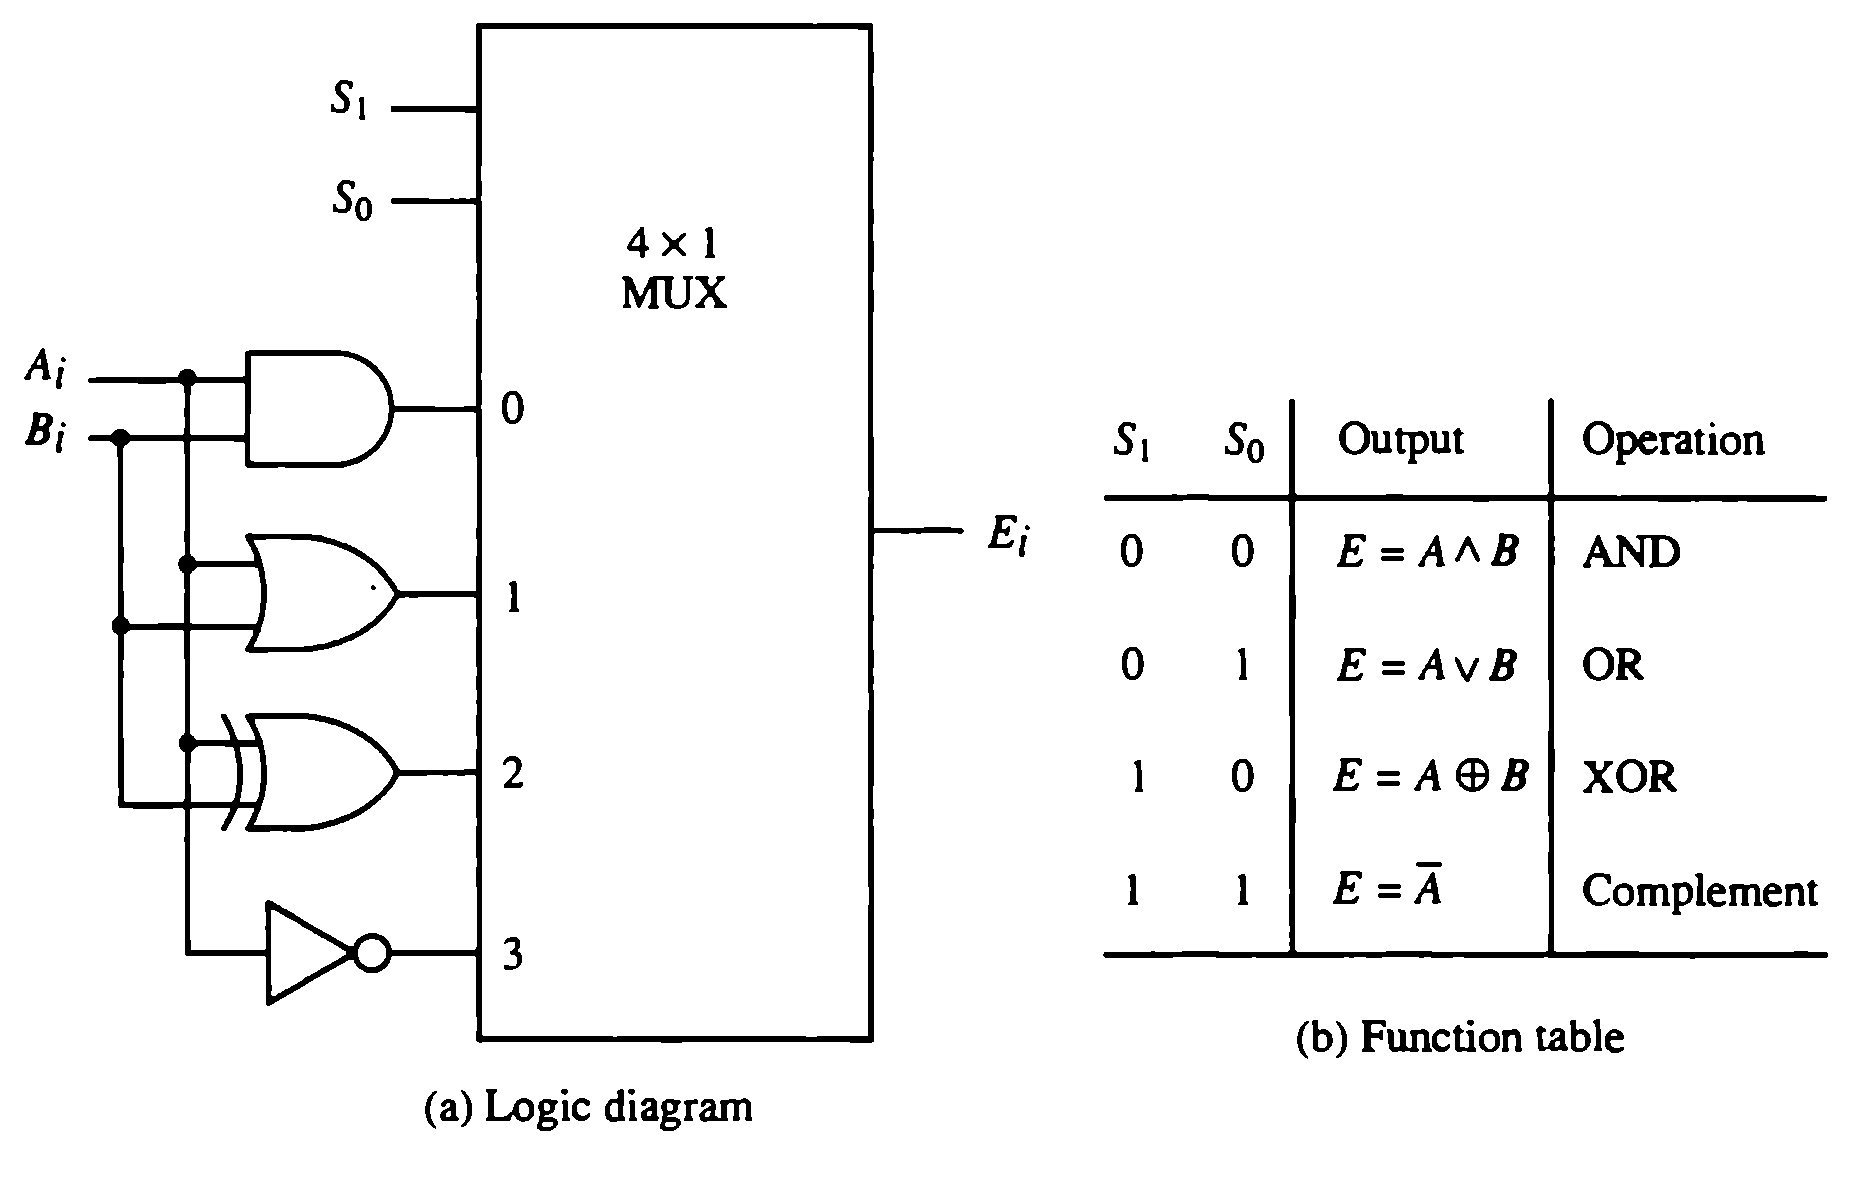 S₁
S₀
4 × 1
MUX
Aᵢ
Bᵢ
0
1
2
3
Eᵢ
(a) Logic diagram
S₁ S₀ Output Operation
0 0 E = A ∧ B AND
0 1 E = A ∨ B OR
1 0 E = A ⊕ B XOR
1 1 E = A̅ Complement
(b) Function table